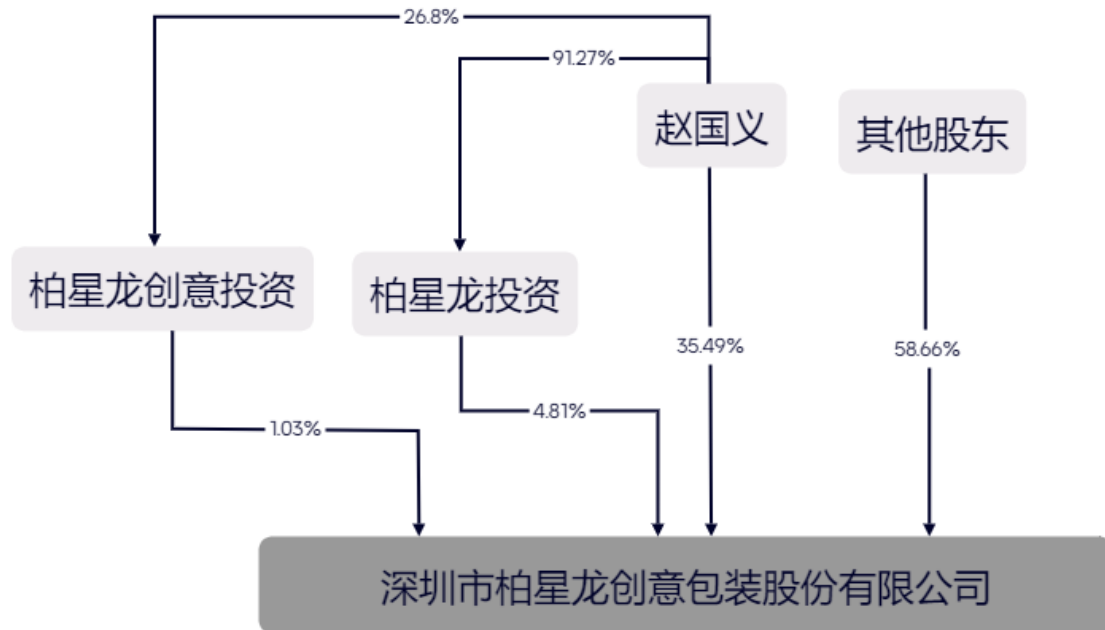 26.8%
91.27%
赵国义
其他股东
柏星龙创意投资
柏星龙投资
35.49%
58.66%
4.81%
1.03%
深圳市柏星龙创意包装股份有限公司